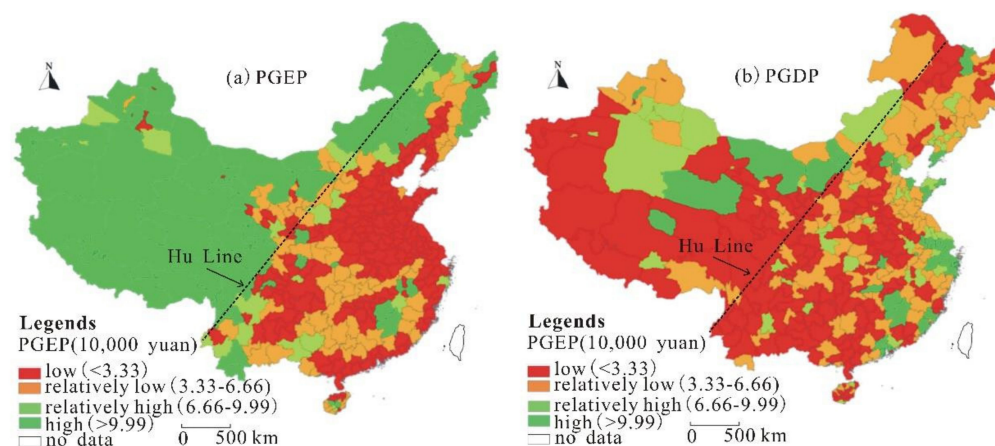 N
(a) PGEP
Hu Line
Legends
PGEP(10,000 yuan)
low (<3.33)
relatively low (3.33-6.66)
relatively high (6.66-9.99)
high (>9.99)
no data
0 500 km
N
(b) PGDP
Hu Line
Legends
PGEP(10,000 yuan)
low (<3.33)
relatively low (3.33-6.66)
relatively high (6.66-9.99)
high (>9.99)
no data
0 500 km